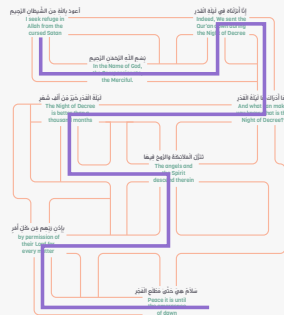 أعوذ بالله من الشيطان الرجيم
I seek refuge in
Allah from the
cursed Satan
إنا أنزلناه في ليلة القدر
Indeed, We sent the
Qur'an during
the Night of Decree
بسم الله الرحمن الرحيم
In the Name of God,
the Merciful.
ما أدراك ما ليلة القدر
And what can make
what is the
Night of Decree?
ليلة القدر خير من ألف شهر
The Night of Decree
is better
thousand months
تنزل الملائكة والروح فيها
The angels and
Spirit
descend therein
بإذن ربهم من كل أمر
by permission of
their Lord for
every matter
سلام هي حتى مطلع الفجر
Peace it is until
of dawn